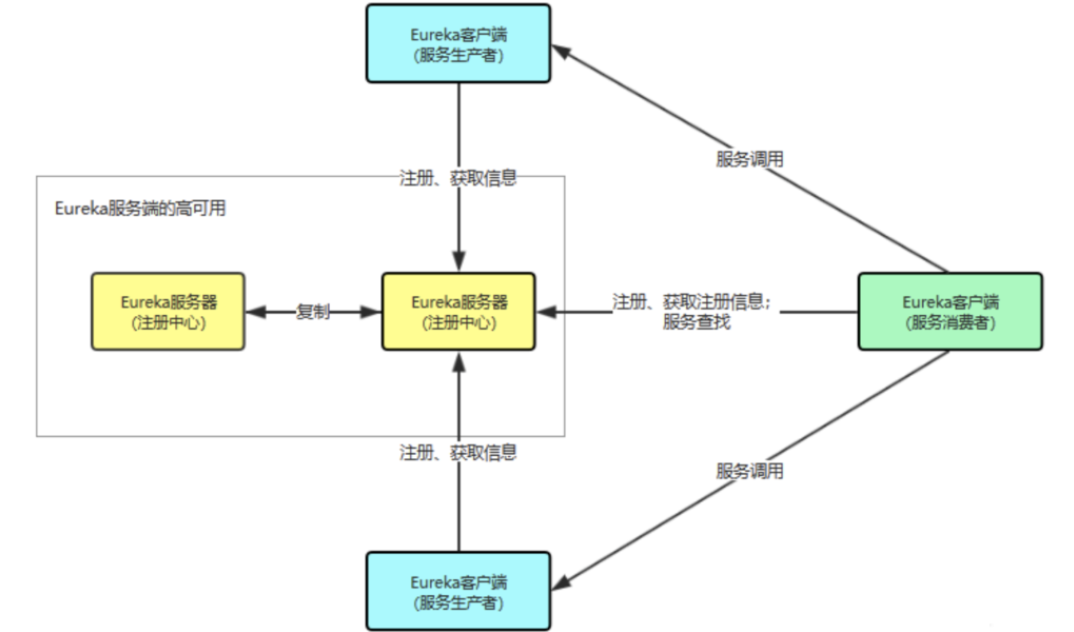 Eureka客户端
(服务生产者)
服务调用
注册、获取信息
Eureka服务端的高可用
Eureka服务器
(注册中心)
复制
Eureka服务器
(注册中心)
注册、获取注册信息；
服务查找
Eureka客户端
(服务消费者)
注册、获取信息
服务调用
Eureka客户端
(服务生产者)